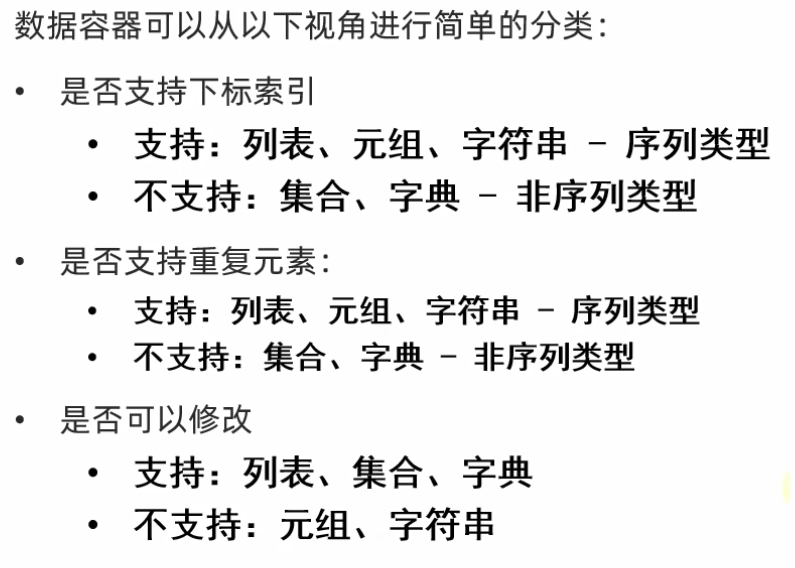 数据容器可以从以下视角进行简单的分类：
• 是否支持下标索引
• 支持：列表、元组、字符串 - 序列类型
• 不支持：集合、字典 - 非序列类型
• 是否支持重复元素：
• 支持：列表、元组、字符串 - 序列类型
• 不支持：集合、字典 - 非序列类型
• 是否可以修改
• 支持：列表、集合、字典
• 不支持：元组、字符串